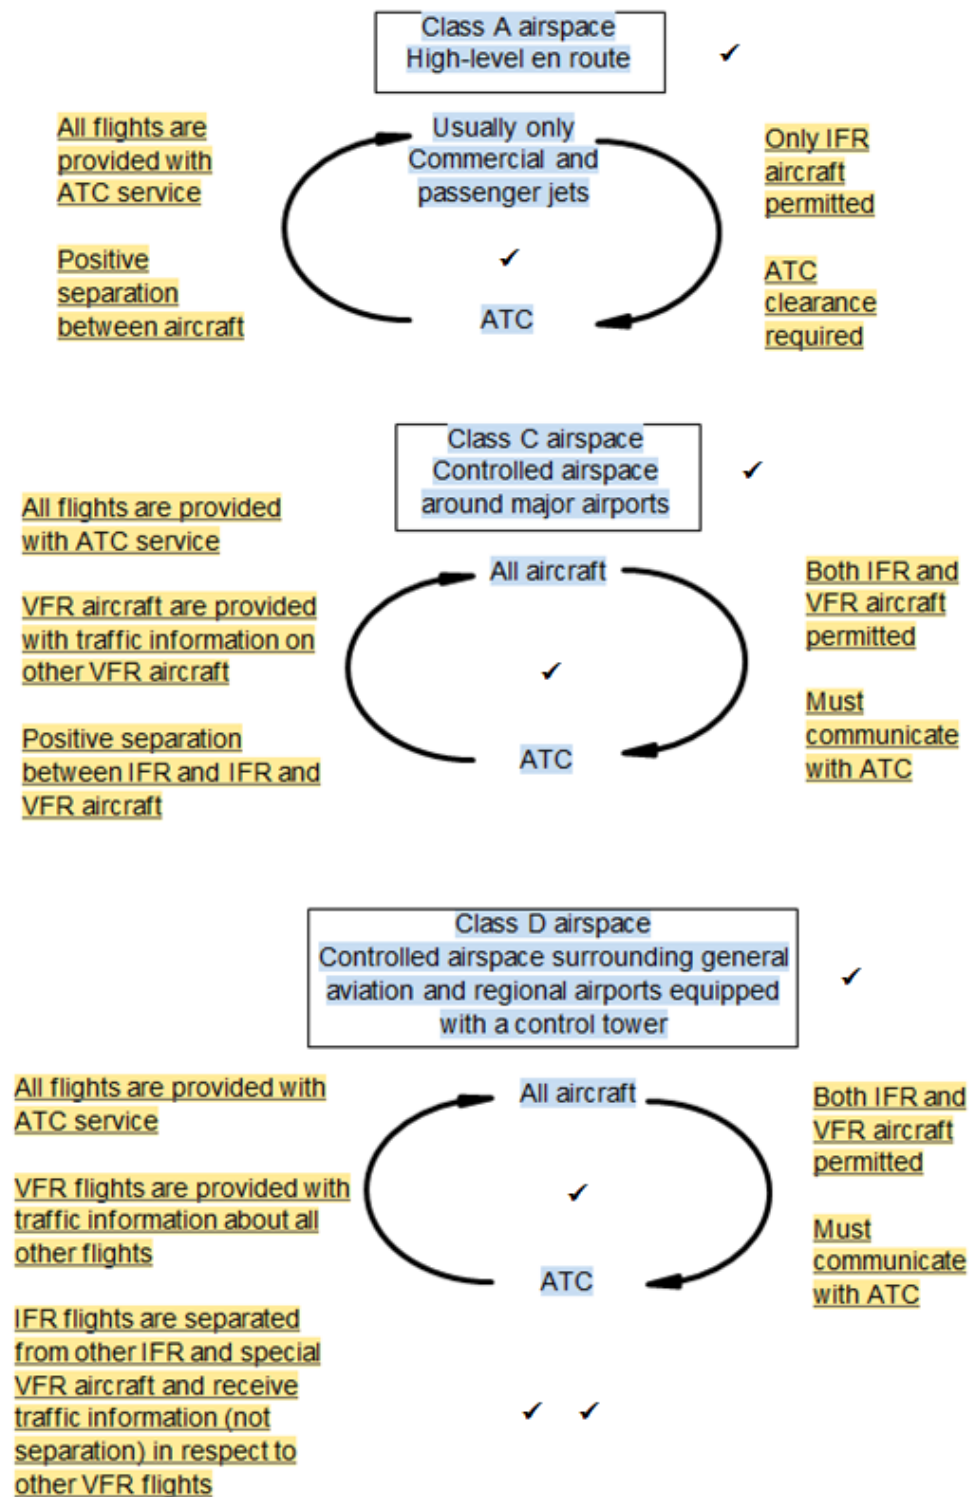 Class A airspace
High-level en route
✓
All flights are
provided with
ATC service
Positive
separation
between aircraft
Usually only
Commercial and
passenger jets
✓
ATC
Only IFR
aircraft
permitted
ATC
clearance
required
Class C airspace
Controlled airspace
around major airports
✓
All flights are provided
with ATC service
VFR aircraft are provided
with traffic information on
other VFR aircraft
Positive separation
between IFR and IFR and
VFR aircraft
All aircraft
✓
ATC
Both IFR and
VFR aircraft
permitted
Must
communicate
with ATC
Class D airspace
Controlled airspace surrounding general
aviation and regional airports equipped
with a control tower
✓
All flights are provided with
ATC service
VFR flights are provided with
traffic information about all
other flights
IFR flights are separated
from other IFR and special
VFR aircraft and receive
traffic information (not
separation) in respect to
other VFR flights
All aircraft
✓
ATC
✓ ✓
Both IFR and
VFR aircraft
permitted
Must
communicate
with ATC